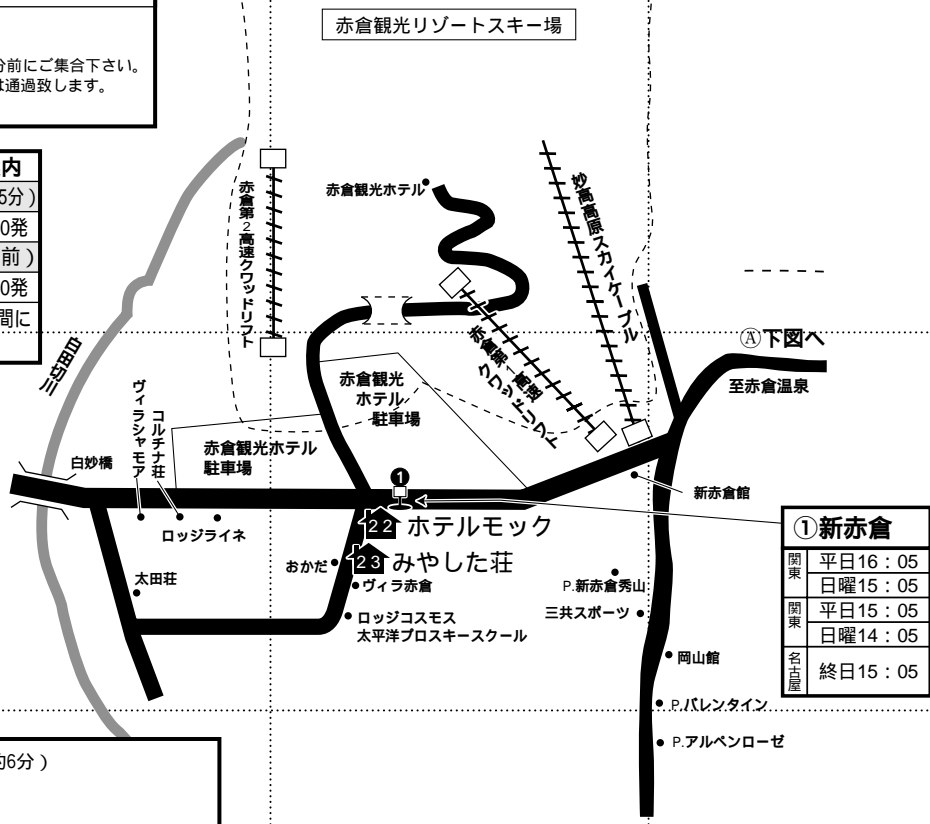 赤倉観光リゾートスキー場
分前にご集合下さい。
は通過致します。
内
5分）
0発
前）
0発
間に
赤倉第2高速クワッドリフト
赤倉観光ホテル
妙高高原スカイケーブル
赤倉第1高速
クワッドリフト
白田切川
Ⓐ下図へ
至赤倉温泉
赤倉観光
ホテル
駐車場
赤倉観光ホテル
駐車場
ヴィラシャモア
コルチナ荘
白妙橋
ロッジライネ
太田荘
1
22 ホテルモック
23 みやした荘
おかだ
ヴィラ赤倉
ロッジコスモス
太平洋プロスキースクール
新赤倉館
P.新赤倉秀山
三共スポーツ
岡山館
P.バレンタイン
P.アルペンローゼ
①新赤倉
関東 平日16：05
日曜15：05
関東 平日15：05
日曜14：05
名古屋 終日15：05
約6分）